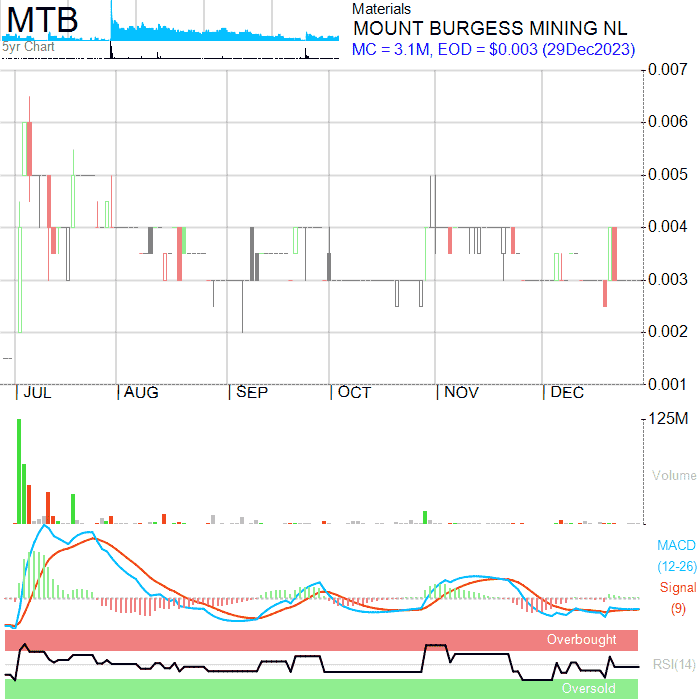 MTB
5yr Chart
Materials
MOUNT BURGESS MINING NL
MC = 3.1M, EOD = $0.003 (29Dec2023)
0.007
0.006
0.005
0.004
0.003
0.002
0.001
JUL AUG SEP OCT NOV DEC
125M
Volume
MACD
(12-26)
Signal
(9)
Overbought
RSI(14)
Oversold